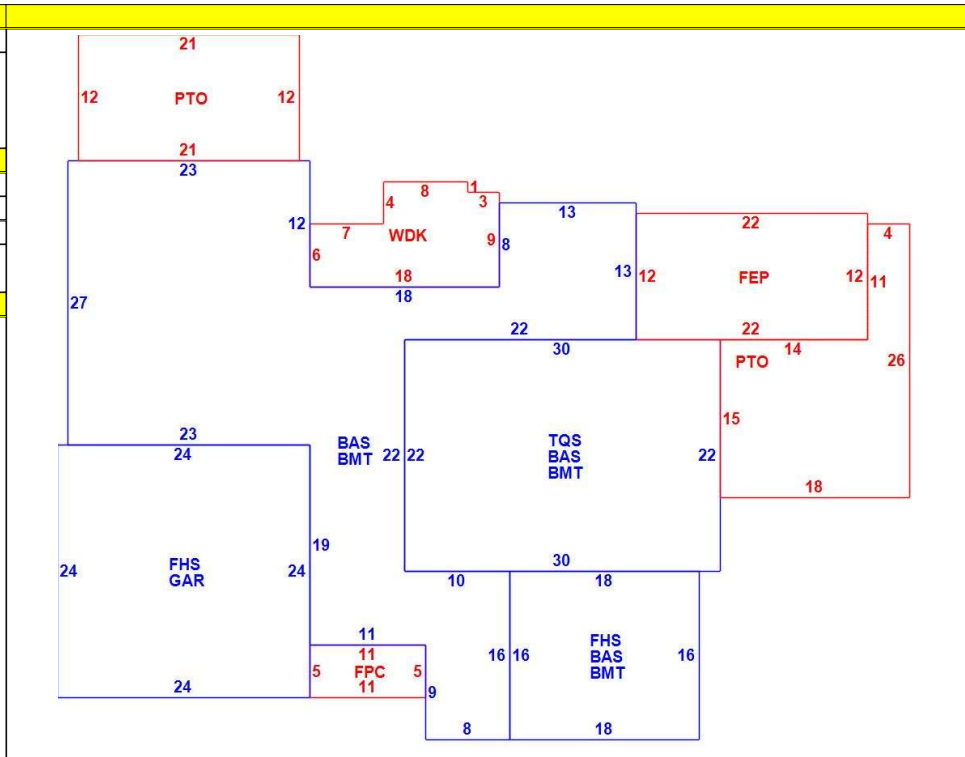 21
12 PTO 12
21
23
8 1
4 3
13
12 7 WDK 9 8
22 4
6 18
18
13 12 FEP 12 11
27
22 22
30 14
PTO 26
15
23
24
BAS
BMT
22 22
TQS
BAS
BMT
22
18
19
24 FHS
GAR
24
30
10 18
11
11
5 FPC 5
11
9
16 16 FHS
BAS
BMT
16
24
8 18